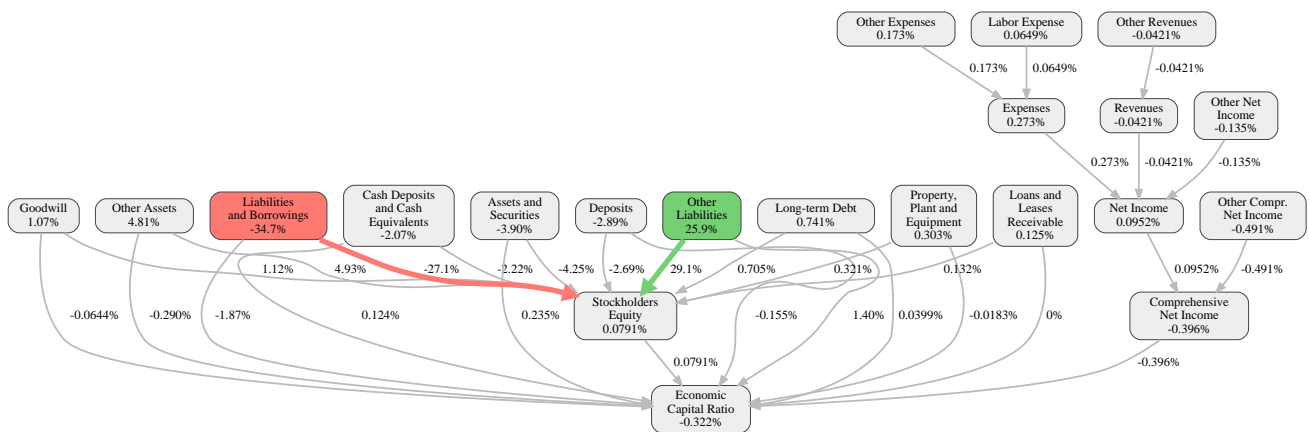 Other Expenses
0.173%
Labor Expense
0.0649%
Other Revenues
-0.0421%
0.173%
0.0649%
-0.0421%
Expenses
0.273%
Revenues
-0.0421%
Other Net
Income
-0.135%
0.273%
-0.0421%
-0.135%
Goodwill
1.07%
Other Assets
4.81%
Liabilities
and Borrowings
-34.7%
Cash Deposits
and Cash
Equivalents
-2.07%
Assets and
Securities
-3.90%
Deposits
-2.89%
Other
Liabilities
25.9%
Long-term Debt
0.741%
Property,
Plant and
Equipment
0.303%
Loans and
Leases
Receivable
0.125%
Net Income
0.0952%
Other Compr.
Net Income
-0.491%
1.12%
4.93%
-27.1%
-2.22%
-4.25%
-2.69%
29.1%
0.705%
0.321%
0.132%
0.0952%
-0.491%
Stockholders
Equity
0.0791%
Comprehensive
Net Income
-0.396%
-0.0644%
-0.290%
-1.87%
0.124%
0.235%
-0.155%
1.40%
0.0399%
-0.0183%
0%
0.0791%
-0.396%
Economic
Capital Ratio
-0.322%